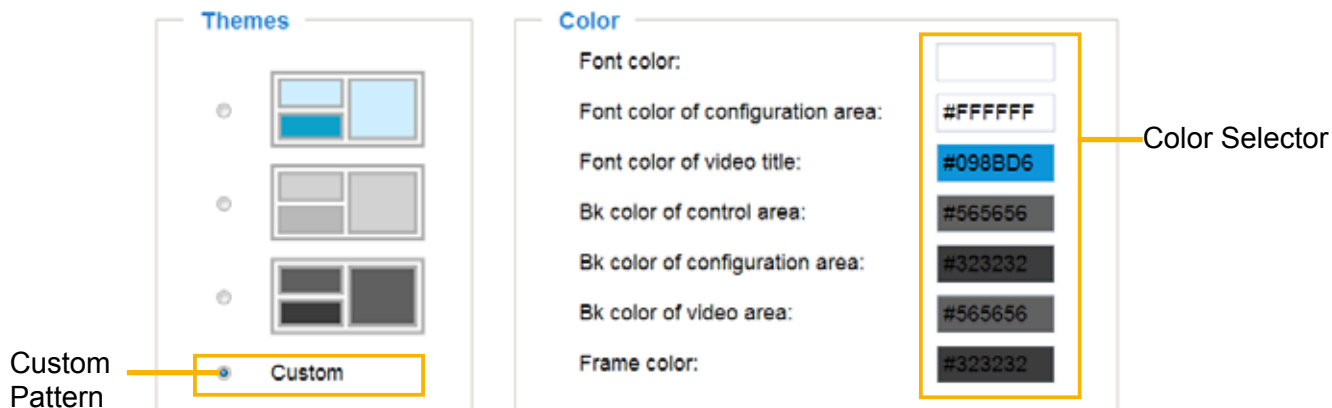 Themes
Custom
Custom
Pattern
Color
Font color:
Font color of configuration area: #FFFFFF
Font color of video title: #098BD6
Bk color of control area: #565656
Bk color of configuration area: #323232
Bk color of video area: #565656
Frame color: #323232
Color Selector